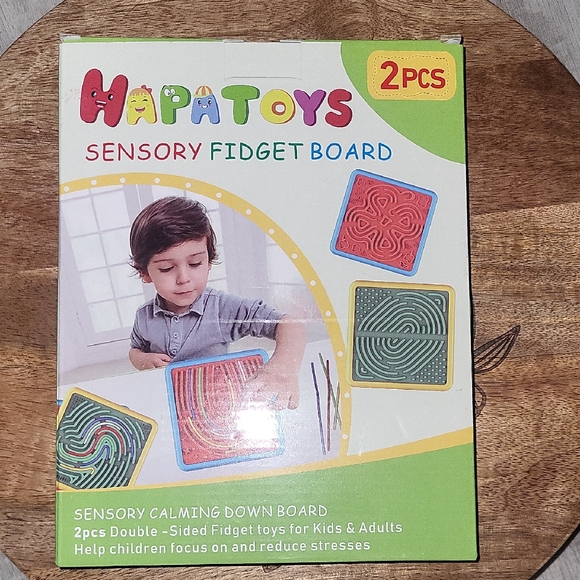 2PCS
HAPATOYS
SENSORY FIDGET BOARD
SENSORY CALMING DOWN BOARD
2pcs Double -Sided Fidget toys for Kids & Adults
Help children focus on and reduce stresses